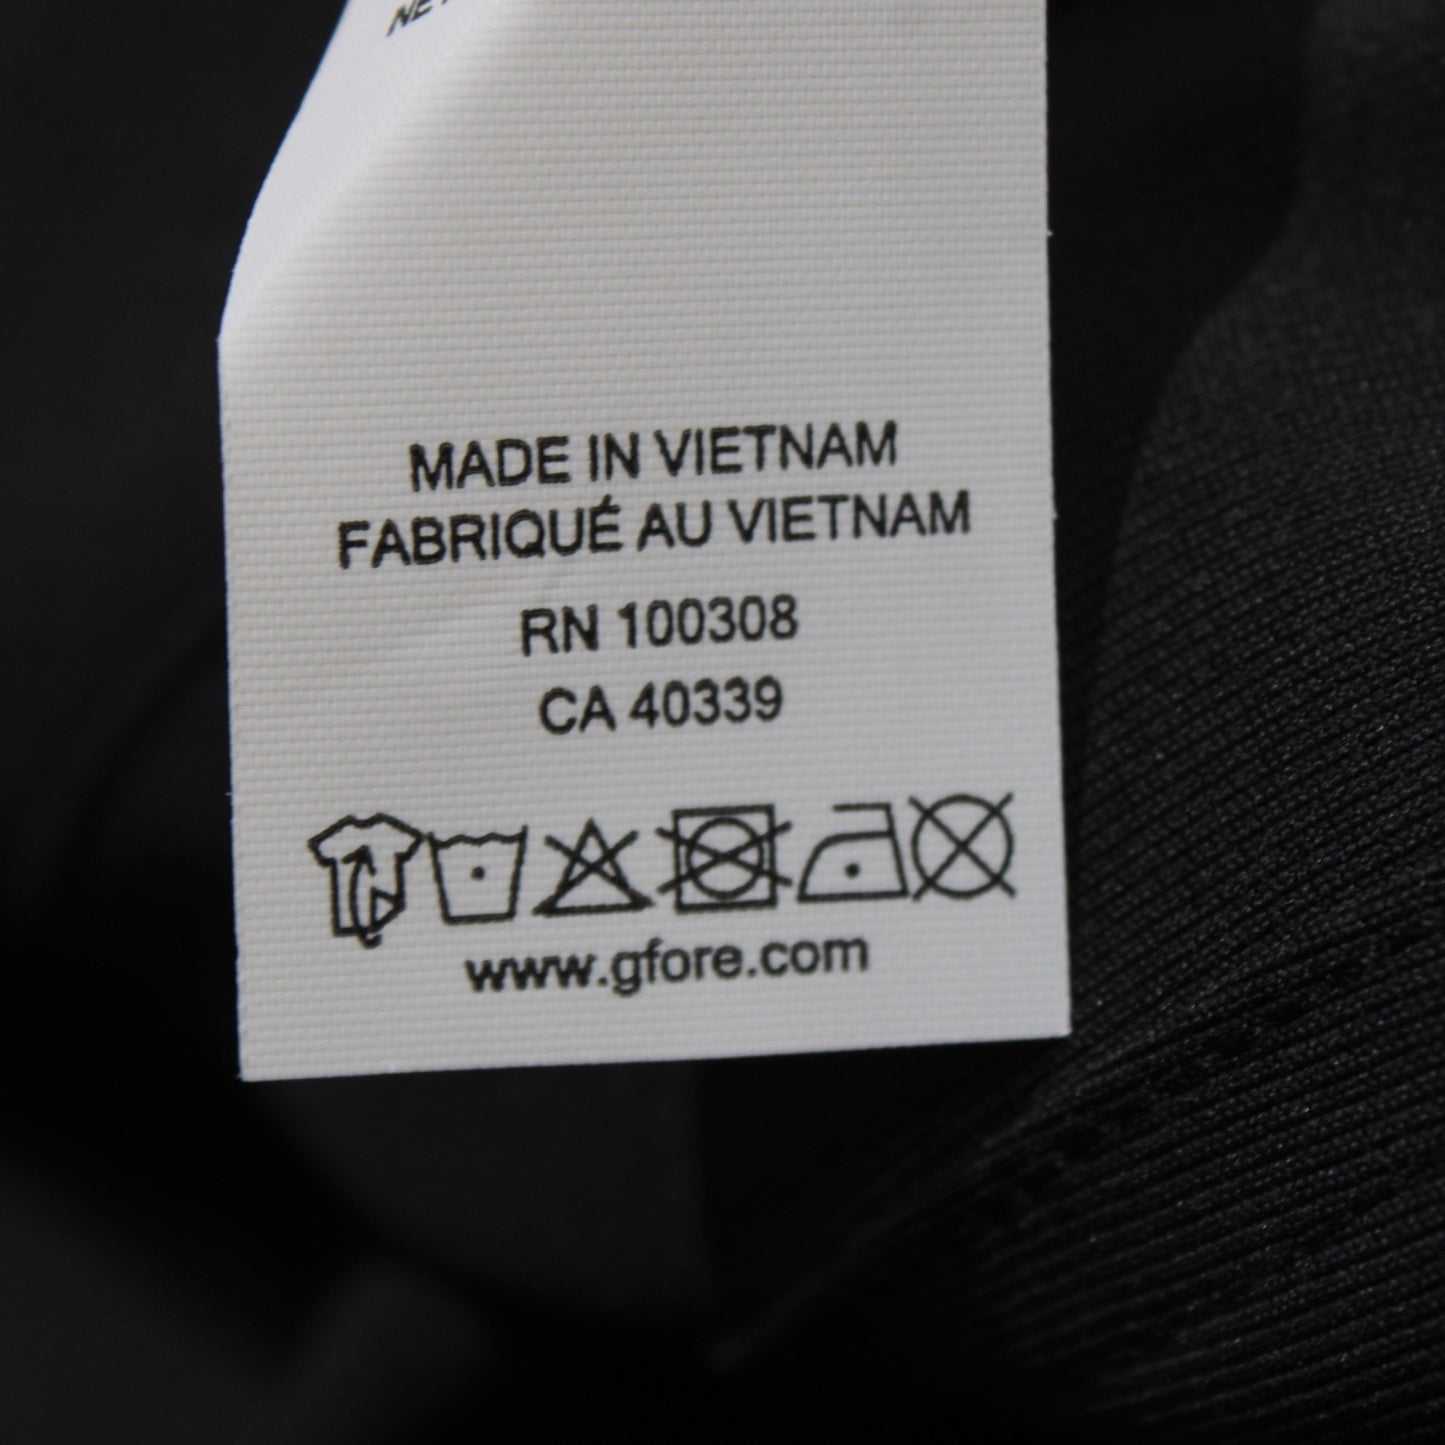 MADE IN VIETNAM
FABRIQUÉ AU VIETNAM
RN 100308
CA 40339
www.gfore.com